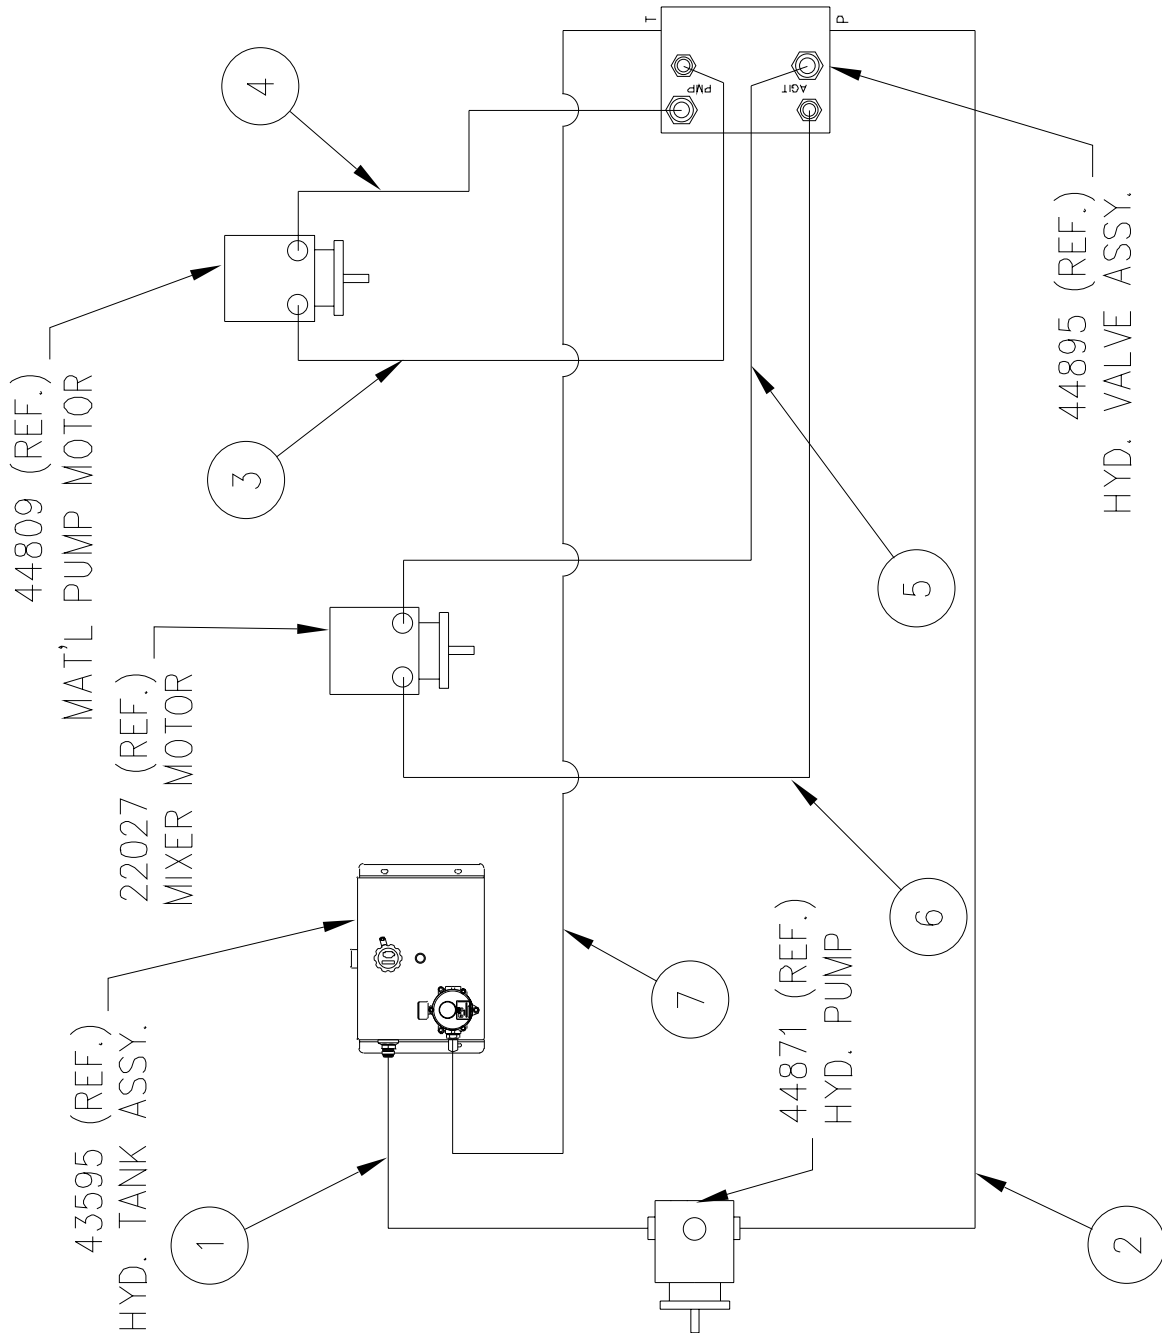 44809 (REF.)
MAT'L PUMP MOTOR
22027 (REF.)
MIXER MOTOR
43595 (REF.)
HYD. TANK ASSY.
44871 (REF.)
HYD. PUMP
44895 (REF.)
HYD. VALVE ASSY.
T
P
PMP
AGIT
1
2
3
4
5
6
7